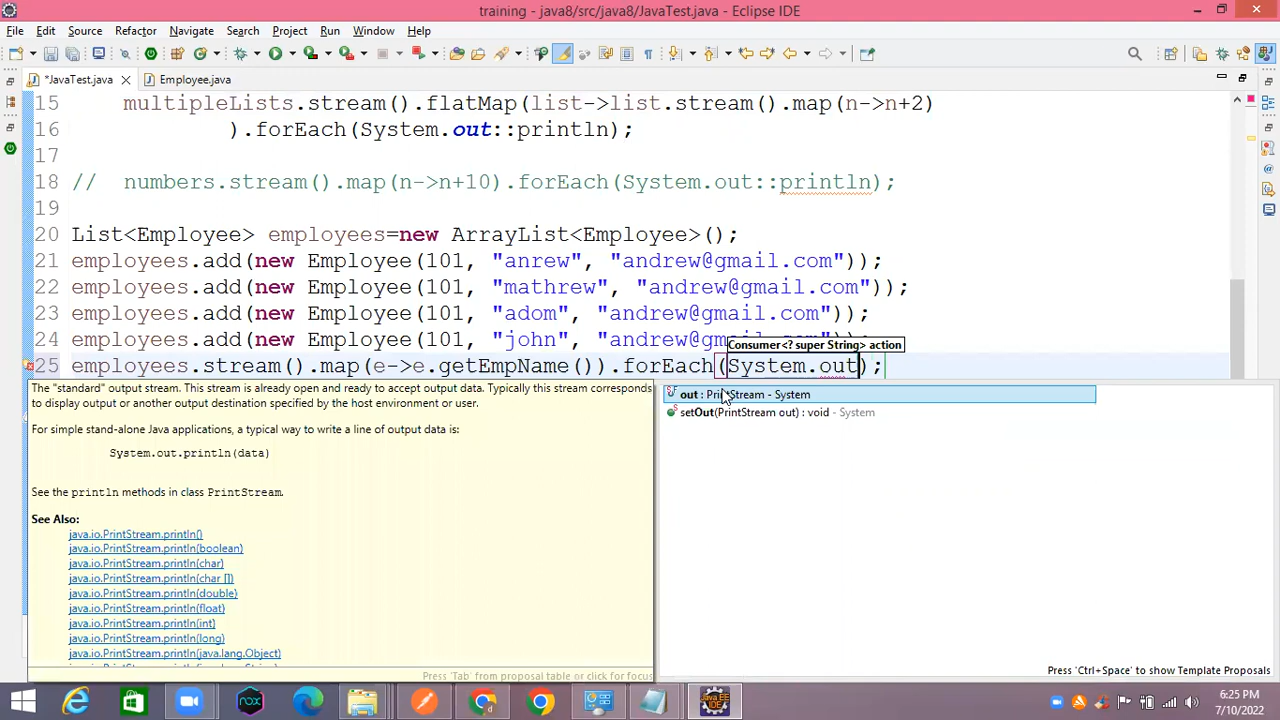 training - java8/src/java8/JavaTest.java - Eclipse IDE
File Edit Source Refactor Navigate Search Project Run Window Help
*JavaTest.java Employee.java
15 multipleLists.stream().flatMap(list->list.stream().map(n->n+2)
16 ).forEach(System.out::println);
17
18 // numbers.stream().map(n->n+10).forEach(System.out::println);
19
20 List<Employee> employees=new ArrayList<Employee>();
21 employees.add(new Employee(101, "anrew", "andrew@gmail.com"));
22 employees.add(new Employee(101, "mathrew", "andrew@gmail.com"));
23 employees.add(new Employee(101, "adom", "andrew@gmail.com"));
24 employees.add(new Employee(101, "john", "andrew@gmail.com"));
Consumer<? super String> action
25 employees.stream().map(e->e.getEmpName()).forEach(System.out);
The "standard" output stream. This stream is already open and ready to accept output data. Typically this stream corresponds
to display output or another output destination specified by the host environment or user.
For simple stand-alone Java applications, a typical way to write a line of output data is:
System.out.println(data)
See the println methods in class PrintStream.
See Also:
java.io.PrintStream.println()
java.io.PrintStream.println(boolean)
java.io.PrintStream.println(char)
java.io.PrintStream.println(char [])
java.io.PrintStream.println(double)
java.io.PrintStream.println(float)
java.io.PrintStream.println(int)
java.io.PrintStream.println(long)
java.io.PrintStream.println(java.lang.Object)
Press 'Tab' from proposal table or click for focus
out : PrintStream - System
setOut(PrintStream out) : void - System
Press 'Ctrl+Space' to show Template Proposals
nox
Java EE
IDE
6:25 PM
7/10/2022